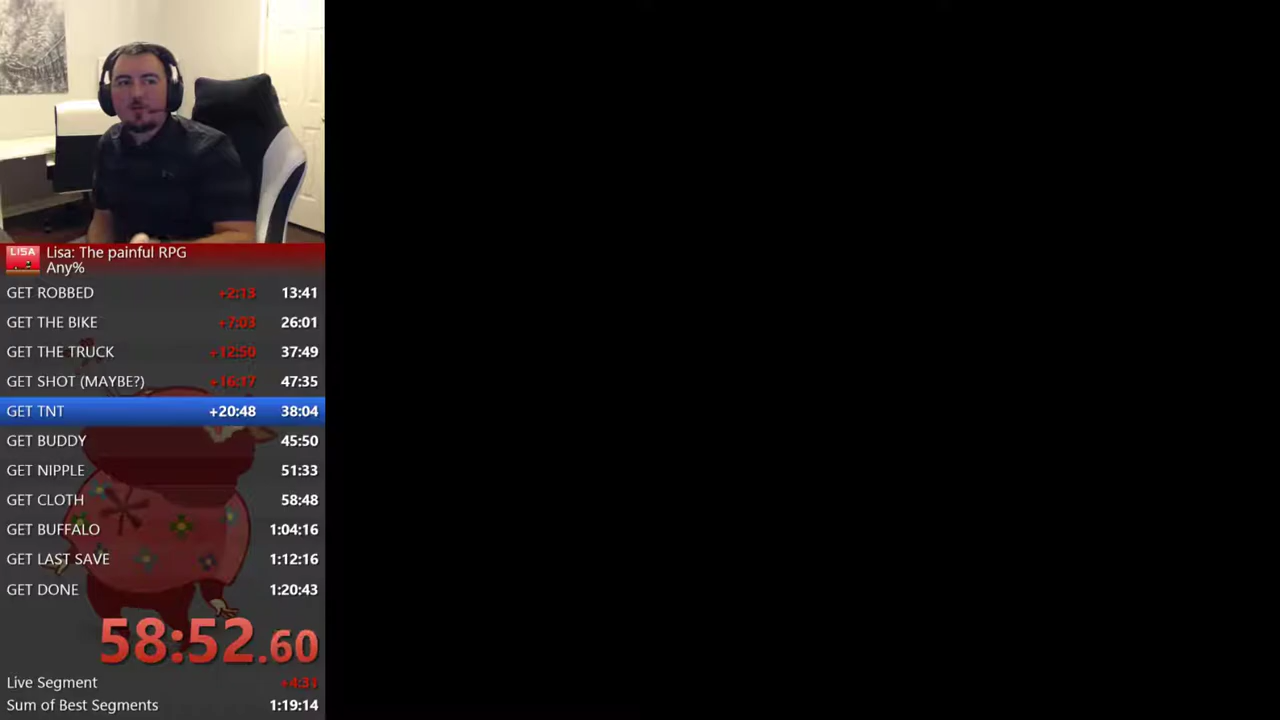 LISA
Lisa: The painful RPG
Any%
GET ROBBED +2:13 13:41
GET THE BIKE +7:03 26:01
GET THE TRUCK +12:50 37:49
GET SHOT (MAYBE?) +16:17 47:35
GET TNT +20:48 38:04
GET BUDDY 45:50
GET NIPPLE 51:33
GET CLOTH 58:48
GET BUFFALO 1:04:16
GET LAST SAVE 1:12:16
GET DONE 1:20:43
58:52.60
Live Segment +4:31
Sum of Best Segments 1:19:14